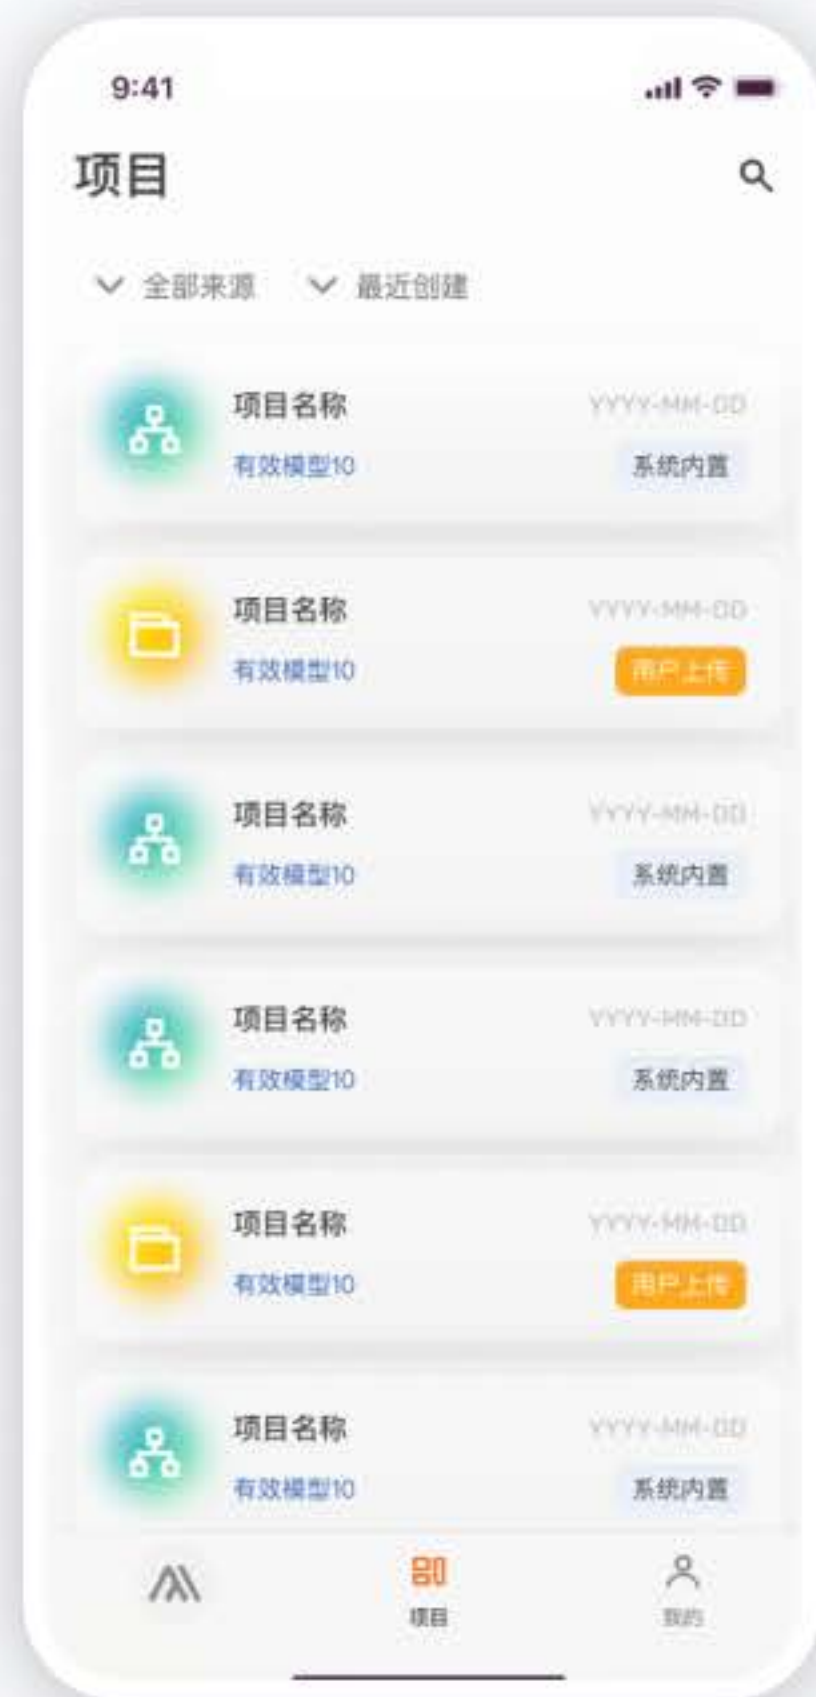 9:41
项目
全部来源 最近创建
项目名称 YYYY-MM-DD
有效模型10 系统内置
项目名称 YYYY-MM-DD
有效模型10 用户上传
项目名称 YYYY-MM-DD
有效模型10 系统内置
项目名称 YYYY-MM-DD
有效模型10 系统内置
项目名称 YYYY-MM-DD
有效模型10 用户上传
项目名称 YYYY-MM-DD
有效模型10 系统内置
项目 我的